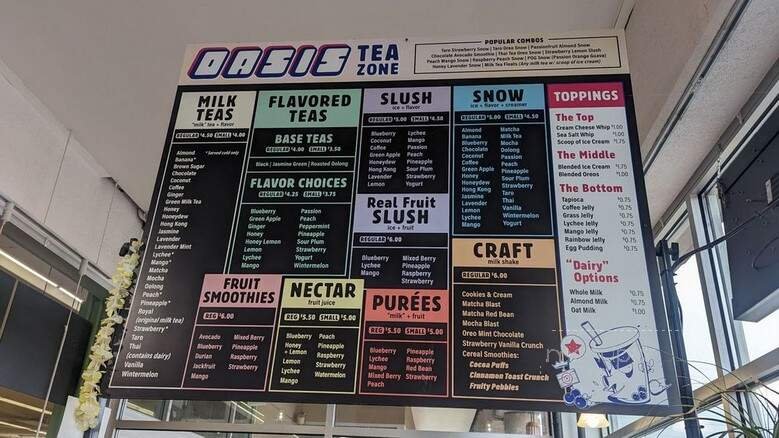 OASIS TEA ZONE
POPULAR COMBOS
Taro Strawberry Snow | Taro Oreo Snow | Passionfruit Almond Snow
Chocolate Avocado Smoothie | Thai Tea Oreo Snow | Strawberry Lemon Slush
Peach Mango Snow | Raspberry Peach Snow | POG Snow (Passion Orange Guava)
Honey Lavender Snow | Milk Tea Floats (Any milk tea w/ scoop of ice cream)
MILK TEAS
"milk" tea + flavor
REGULAR $4.50 SMALL $4.00
Almond * Served cold only
Banana*
Brown Sugar
Chocolate
Coconut
Coffee
Ginger
Green Tea
Honey
Honeydew
Hong Kong
Jasmine
Lavender
Lavender Mint
Lychee*
Mango*
Matcha
Mocha
Oolong
Peach*
Pineapple*
Royal
(original milk tea)
Strawberry*
Taro
Thai
(contains dairy)
Vanilla
Wintermelon
FLAVORED TEAS
BASE TEAS
REGULAR $4.00 SMALL $3.50
Black | Jasmine Green | Roasted Oolong
FLAVOR CHOICES
REGULAR $4.25 SMALL $3.75
Blueberry
Green Apple
Ginger
Honey
Honey Lemon
Lemon
Lychee
Mango
Passion
Peach
Peppermint
Pineapple
Sour Plum
Strawberry
Yogurt
Wintermelon
SLUSH
ice + flavor
REGULAR $5.00 SMALL $4.50
Blueberry
Coconut
Coffee
Green Apple
Honeydew
Hong Kong
Lavender
Lemon
Lychee
Mango
Passion
Peach
Pineapple
Sour Plum
Strawberry
Yogurt
Real Fruit SLUSH
ice + fruit
REGULAR $6.00
Blueberry
Lychee
Mango
Mixed Berry
Pineapple
Raspberry
Strawberry
SNOW
ice + flavor + creamer
REGULAR $5.00 SMALL $4.50
Almond
Banana
Blueberry
Chocolate
Coconut
Coffee
Green Apple
Honeydew
Hong Kong
Jasmine
Lavender
Lemon
Lychee
Mango
Matcha
Milk Tea
Mocha
Oolong
Passion
Peach
Pineapple
Sour Plum
Strawberry
Taro
Thai
Vanilla
Wintermelon
Yogurt
CRAFT
milk shake
REGULAR $6.00
Cookies & Cream
Matcha Blast
Matcha Red Bean
Mocha Blast
Oreo Mint Chocolate
Strawberry Vanilla Crunch
Cereal Smoothies:
Cocoa Puffs
Cinnamon Toast Crunch
Fruity Pebbles
FRUIT SMOOTHIES
REG $6.00
Avocado
Blueberry
Durian
Jackfruit
Mango
Mixed Berry
Pineapple
Raspberry
Strawberry
NECTAR
fruit juice
REG $5.50 SMALL $5.00
Blueberry
Honey
+ Lemon
Lemon
Lychee
Mango
Peach
Pineapple
Raspberry
Strawberry
Watermelon
PURÉES
"milk" + fruit
REG $5.50 SMALL $5.00
Blueberry
Lychee
Mango
Mixed Berry
Peach
Pineapple
Raspberry
Red Bean
Strawberry
TOPPINGS
The Top
Cream Cheese Whip $1.00
Sea Salt Whip $1.00
Scoop of Ice Cream $1.75
The Middle
Blended Ice Cream $1.75
Blended Oreos $1.00
The Bottom
Tapioca $0.75
Coffee Jelly $0.75
Grass Jelly $0.75
Lychee Jelly $0.75
Mango Jelly $0.75
Rainbow Jelly $0.75
Egg Pudding $0.75
"Dairy" Options
Whole Milk $0.75
Almond Milk $0.75
Oat Milk $1.00